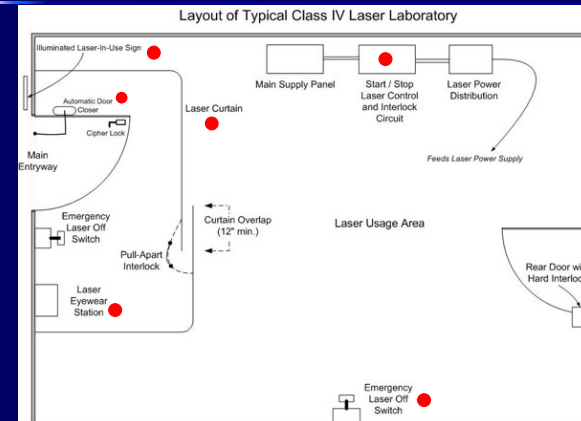 Layout of Typical Class IV Laser Laboratory
Illuminated Laser-In-Use Sign
Automatic Door
Closer
Cipher Lock
Main
Entryway
Laser Curtain
Main Supply Panel
Start / Stop
Laser Control
and Interlock
Circuit
Laser Power
Distribution
Feeds Laser Power Supply
Emergency
Laser Off
Switch
Pull-Apart
Interlock
Curtain Overlap
(12" min.)
Laser Usage Area
Laser
Eyewear
Station
Rear Door wi
Hard Interloc
Emergency
Laser Off
Switch